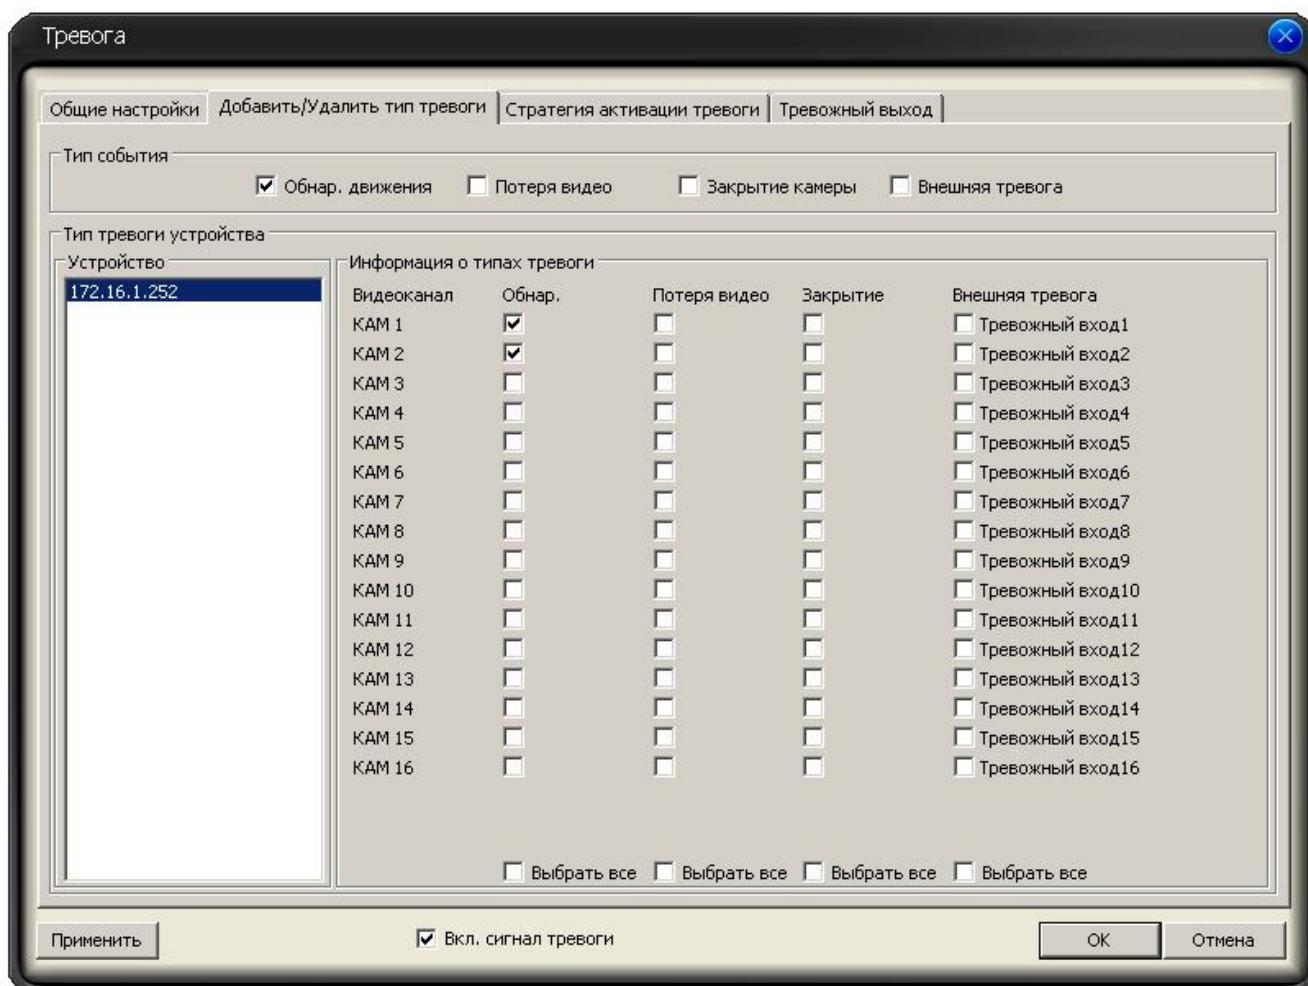 Тревога
Общие настройки Добавить/Удалить тип тревоги Стратегия активации тревоги Тревожный выход
Тип события
Обнар. движения Потеря видео Закрытие камеры Внешняя тревога
Тип тревоги устройства
Устройство Информация о типах тревоги
172.16.1.252 Видеоканал Обнар. Потеря видео Закрытие Внешняя тревога
КАМ 1 Тревожный вход1
КАМ 2 Тревожный вход2
КАМ 3 Тревожный вход3
КАМ 4 Тревожный вход4
КАМ 5 Тревожный вход5
КАМ 6 Тревожный вход6
КАМ 7 Тревожный вход7
КАМ 8 Тревожный вход8
КАМ 9 Тревожный вход9
КАМ 10 Тревожный вход10
КАМ 11 Тревожный вход11
КАМ 12 Тревожный вход12
КАМ 13 Тревожный вход13
КАМ 14 Тревожный вход14
КАМ 15 Тревожный вход15
КАМ 16 Тревожный вход16
Выбрать все Выбрать все Выбрать все Выбрать все
Применить Вкл. сигнал тревоги ОК Отмена